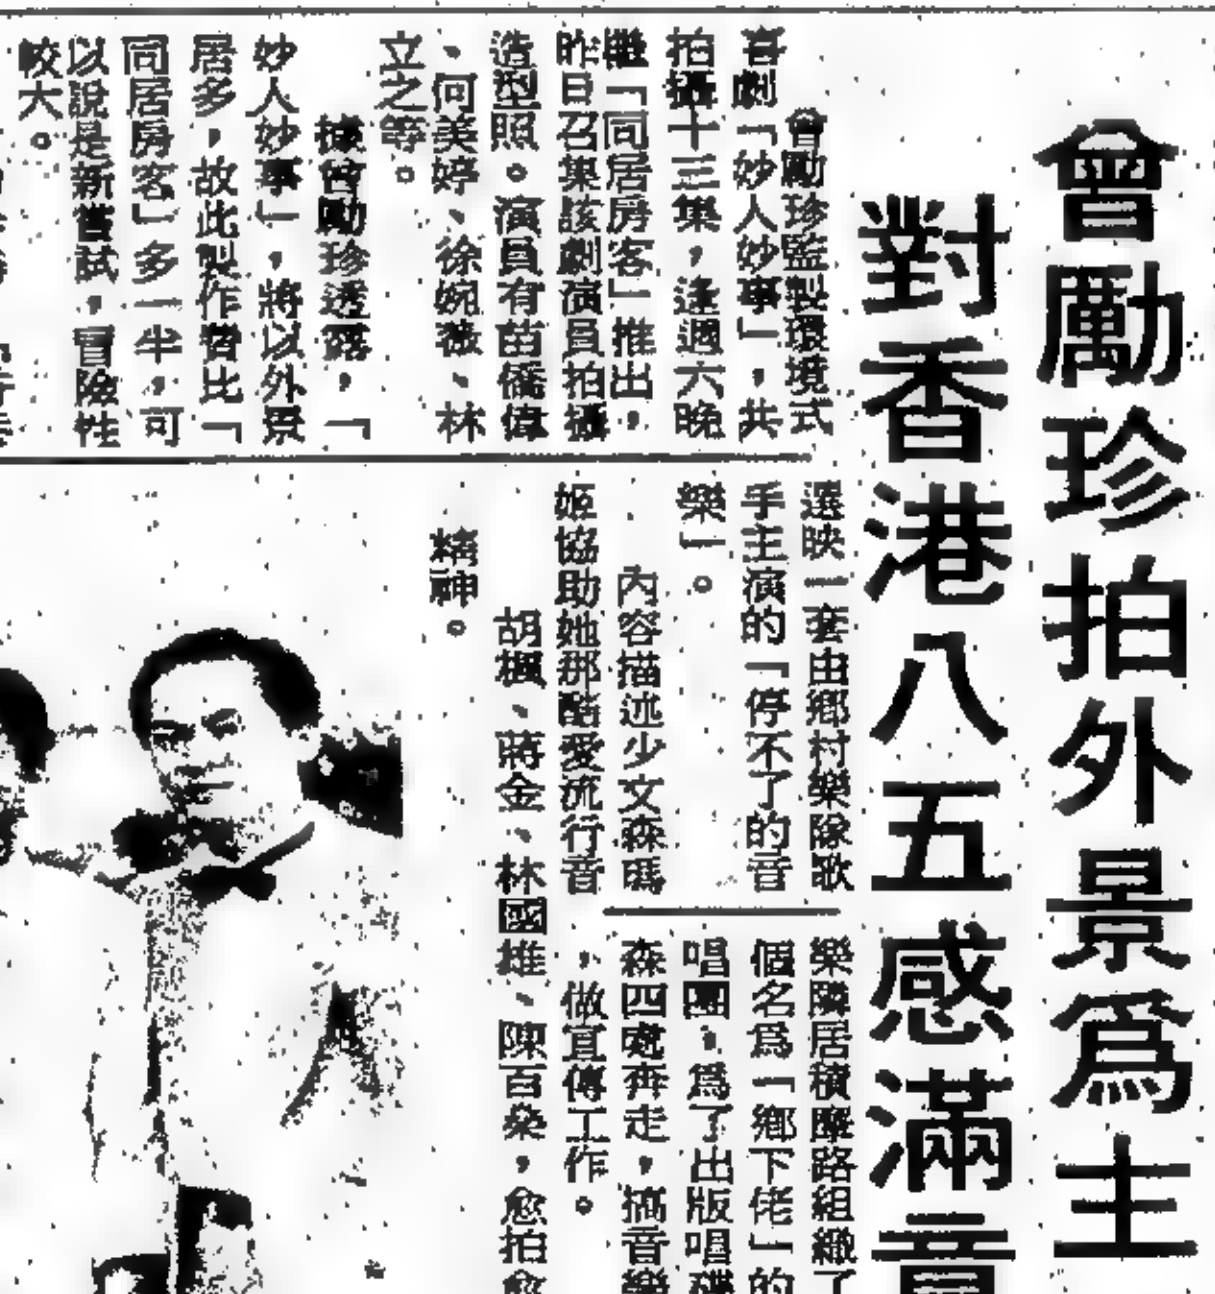 曾勵珍拍外景爲主
對香港八五感滿意
曾勵珍監製環境式
喜劇「妙人妙事」,共
拍攝十三集,逢週六晚
繼「同居房客」推出,
昨日召集該劇演員拍攝
造型照。演員有苗僑偉
、何美婷、徐婉薇、林
立之等。
據曾勵珍透露,「
妙人妙事」,將以外景
居多,故此製作費比「
同居房客」多一半,可
以說是新嘗試,冒險性
較大。
選映一套由鄉村樂隊歌
手主演的「停不了的音
樂」。
內容描述少文森瑪
姬協助她那酷愛流行音
樂隣居積羣路組織了
個名爲「鄉下佬」的
唱團,爲了出版唱碟
森四處奔走,搞音樂
,做宣傳工作。
胡楓、蔣金、林國雄、陳百燊,愈拍愈
精神。